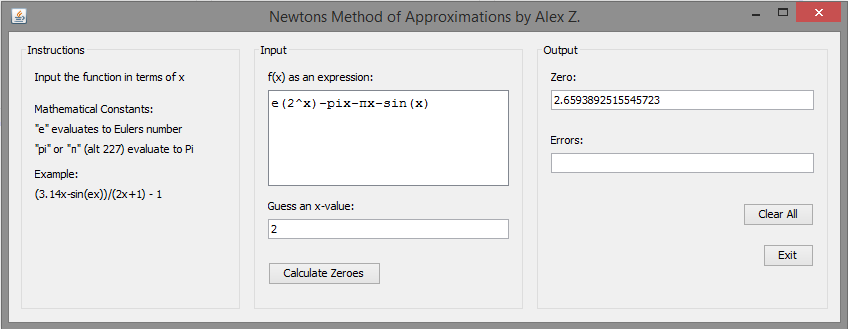 Newtons Method of Approximations by Alex Z.
Instructions
Input the function in terms of x
Mathematical Constants:
"e" evaluates to Eulers number
"pi" or "π" (alt 227) evaluate to Pi
Example:
(3.14x-sin(ex))/(2x+1) - 1
Input
f(x) as an expression:
e(2^x)-pix-πx-sin(x)
Guess an x-value:
2
Calculate Zeroes
Output
Zero:
2.6593892515545723
Errors:
Clear All
Exit